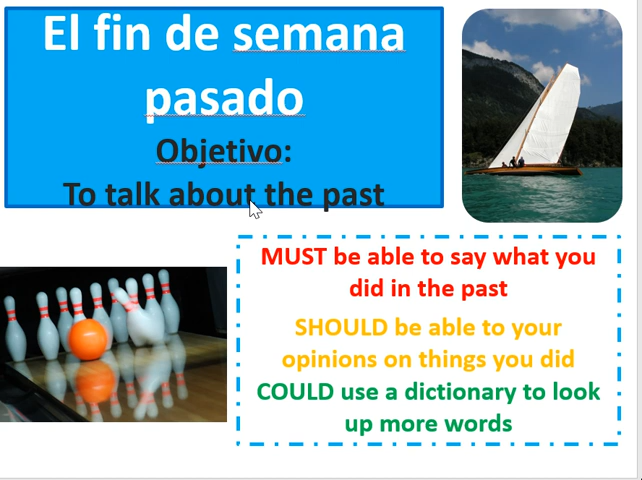 El fin de semana
pasado
Objetivo:
To talk about the past
MUST be able to say what you
did in the past
SHOULD be able to your
opinions on things you did
COULD use a dictionary to look
up more words